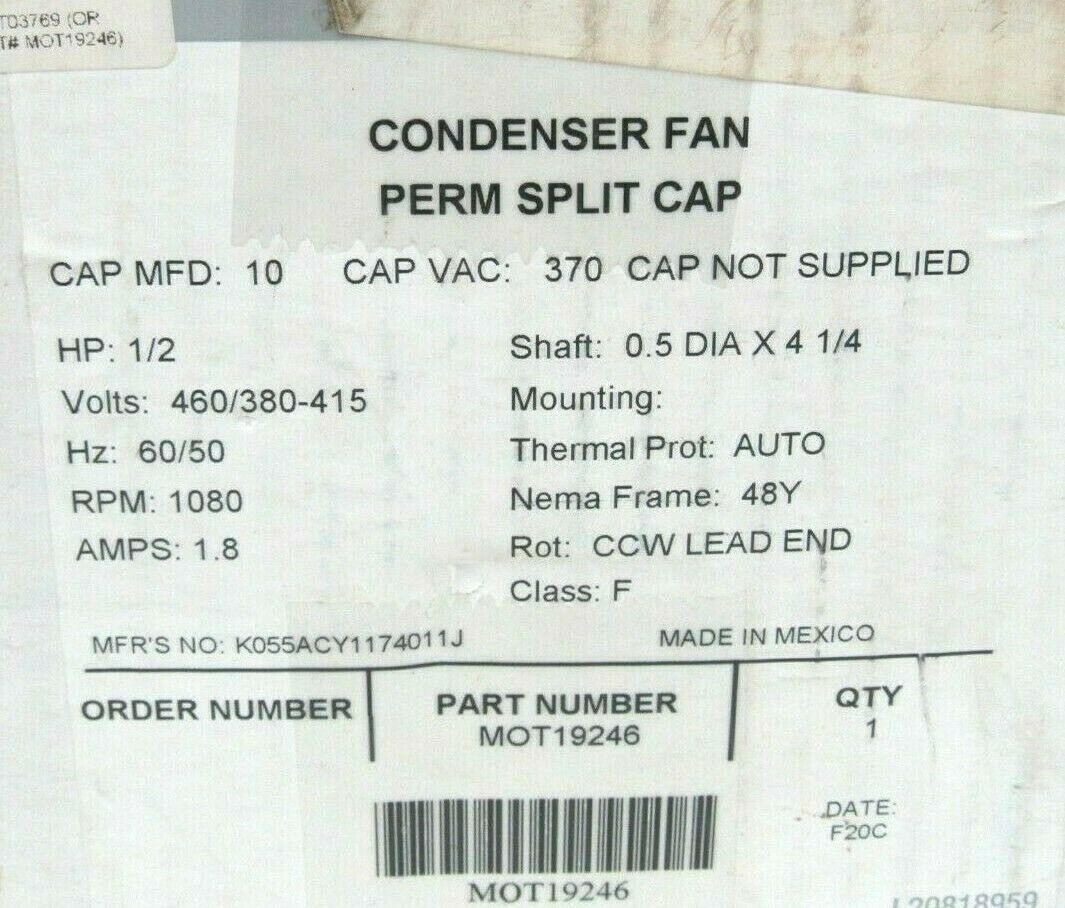 T03769 (OR
T# MOT19246)
CONDENSER FAN
PERM SPLIT CAP
CAP MFD: 10 CAP VAC: 370 CAP NOT SUPPLIED
HP: 1/2 Shaft: 0.5 DIA X 4 1/4
Volts: 460/380-415 Mounting:
Hz: 60/50 Thermal Prot: AUTO
RPM: 1080 Nema Frame: 48Y
AMPS: 1.8 Rot: CCW LEAD END
Class: F
MFR'S NO: K055ACY1174011J MADE IN MEXICO
ORDER NUMBER PART NUMBER QTY
MOT19246 1
DATE:
F20C
MOT19246
L20818959